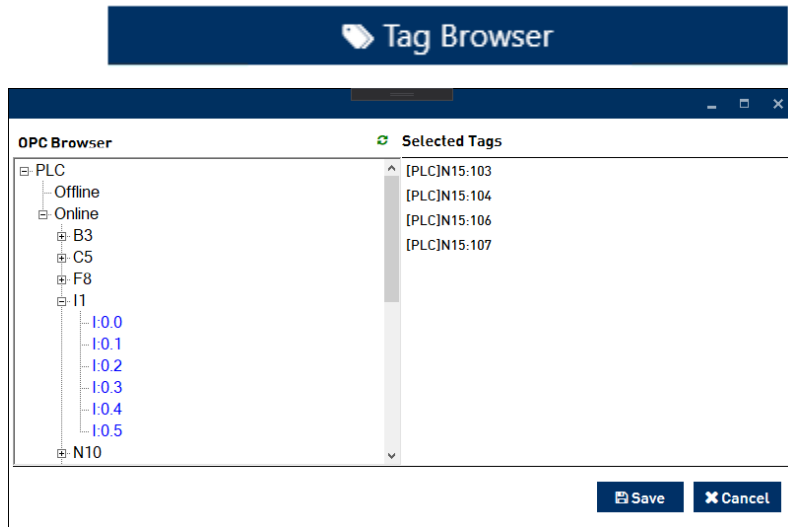 Tag Browser
OPC Browser
Selected Tags
PLC
Offline
Online
B3
C5
F8
I1
I:0.0
I:0.1
I:0.2
I:0.3
I:0.4
I:0.5
N10
[PLC]N15:103
[PLC]N15:104
[PLC]N15:106
[PLC]N15:107
Save
Cancel